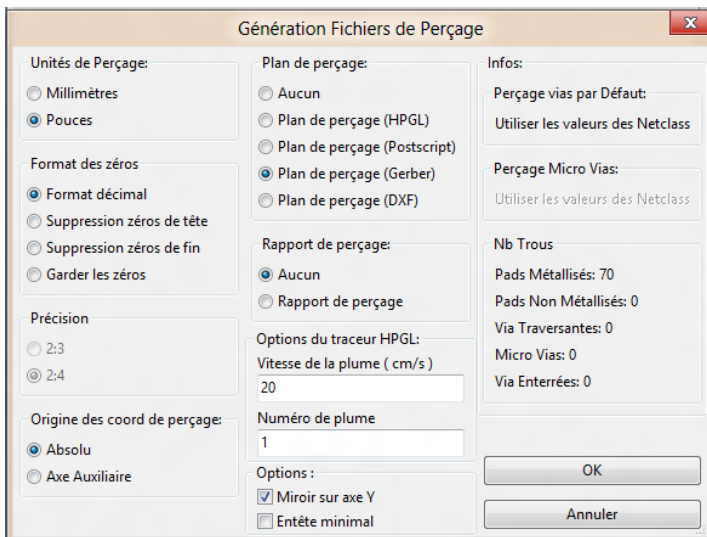 Génération Fichiers de Perçage
x
Unités de Perçage:
Millimètres
Pouces
Format des zéros
Format décimal
Suppression zéros de tête
Suppression zéros de fin
Garder les zéros
Précision
2:3
2:4
Origine des coord de perçage:
Absolu
Axe Auxiliaire
Plan de perçage:
Aucun
Plan de perçage (HPGL)
Plan de perçage (Postscript)
Plan de perçage (Gerber)
Plan de perçage (DXF)
Rapport de perçage:
Aucun
Rapport de perçage
Options du traceur HPGL:
Vitesse de la plume ( cm/s )
20
Numéro de plume
1
Options :
Miroir sur axe Y
Entête minimal
Infos:
Perçage vias par Défaut:
Utiliser les valeurs des Netclass
Perçage Micro Vias:
Utiliser les valeurs des Netclass
Nb Trous
Pads Métallisés: 70
Pads Non Métallisés: 0
Via Traversantes: 0
Micro Vias: 0
Via Enterrées: 0
OK
Annuler